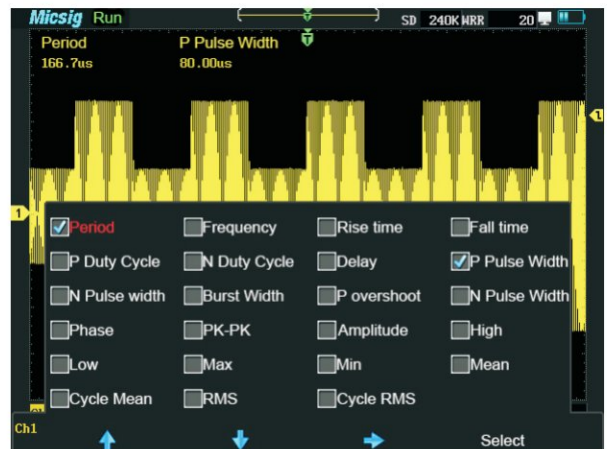 Micsig Run SD 240K WRR 20
T
Period P Pulse Width
166.7us 80.00us
1
1
Period Frequency Rise time Fall time
P Duty Cycle N Duty Cycle Delay P Pulse Width
N Pulse width Burst Width P overshoot N Pulse Width
Phase PK-PK Amplitude High
Low Max Min Mean
Cycle Mean RMS Cycle RMS
Ch1
Select